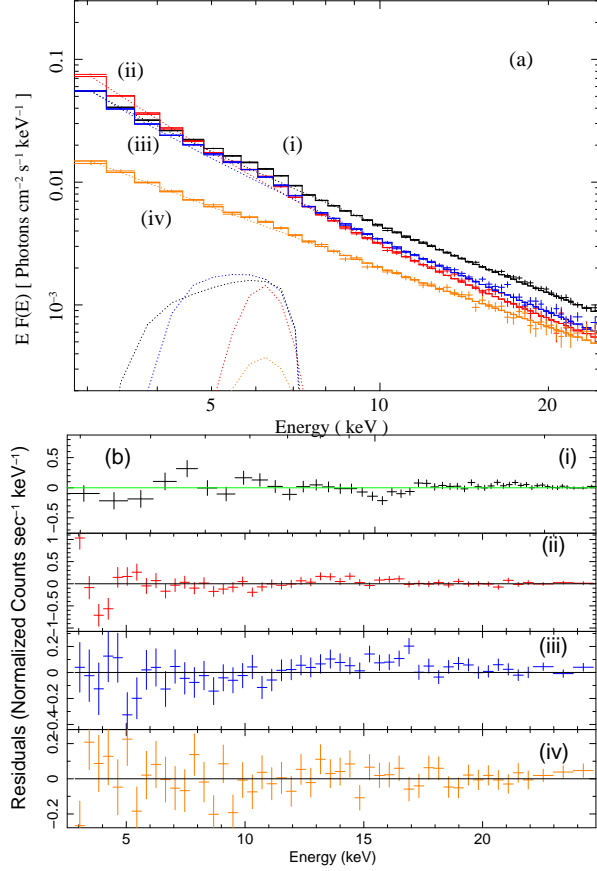 (a)
(ii)
(i)
(iii)
(iv)
E F(E) [ Photons cm⁻² s⁻¹ keV⁻¹ ]
0.1
0.01
10⁻³
5 10 20
Energy ( keV )
(b)
(i)
0.5
0
−0.5
(ii)
1
0.5
0
−0.5
−1
(iii)
0.2
0
0.2
0.4
(iv)
0.2
0
−0.2
Residuals (Normalized Counts sec⁻¹ keV⁻¹)
5 10 15 20
Energy (keV)